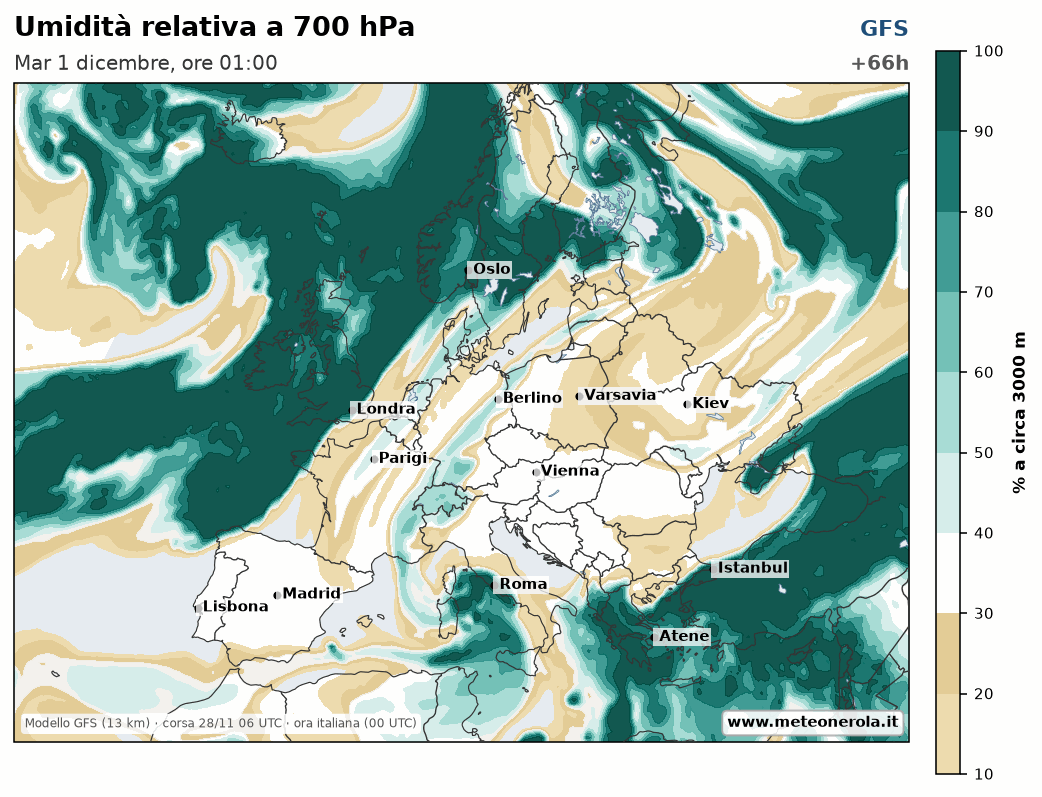 Umidità relativa a 700 hPa
GFS
Mar 1 dicembre, ore 01:00
+66h
100
90
80
70
60
50
40
30
20
10
% a circa 3000 m
Oslo
Londra
Berlino
Varsavia
Kiev
Parigi
Vienna
Istanbul
Roma
Madrid
Lisbona
Atene
Modello GFS (13 km) · corsa 28/11 06 UTC · ora italiana (00 UTC)
www.meteonerola.it